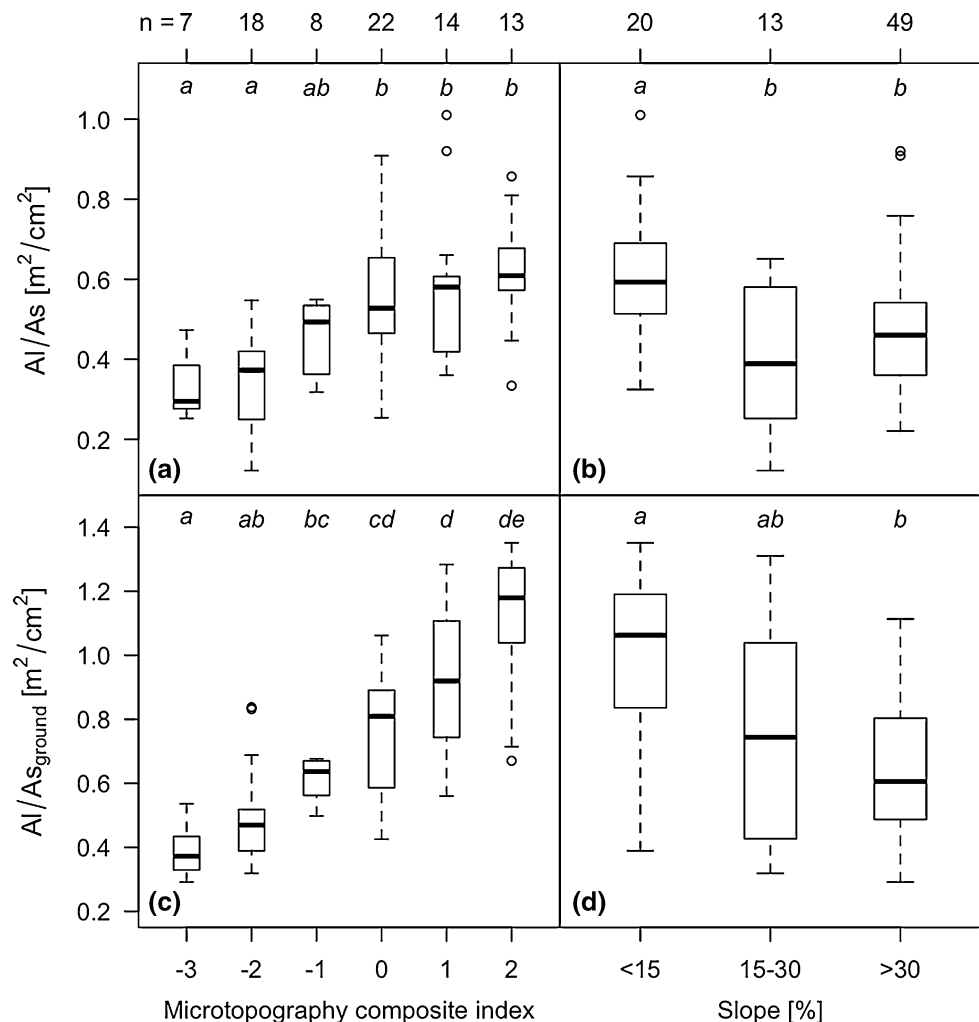 n = 7 18 8 22 14 13 20 13 49
a a ab b b b a b b
Al/As [m²/cm²]
1.0
0.8
0.6
0.4
0.2
(a) (b)
a ab bc cd d de a ab b
Al/As_ground [m²/cm²]
1.4
1.2
1.0
0.8
0.6
0.4
0.2
(c) (d)
-3 -2 -1 0 1 2 <15 15-30 >30
Microtopography composite index Slope [%]